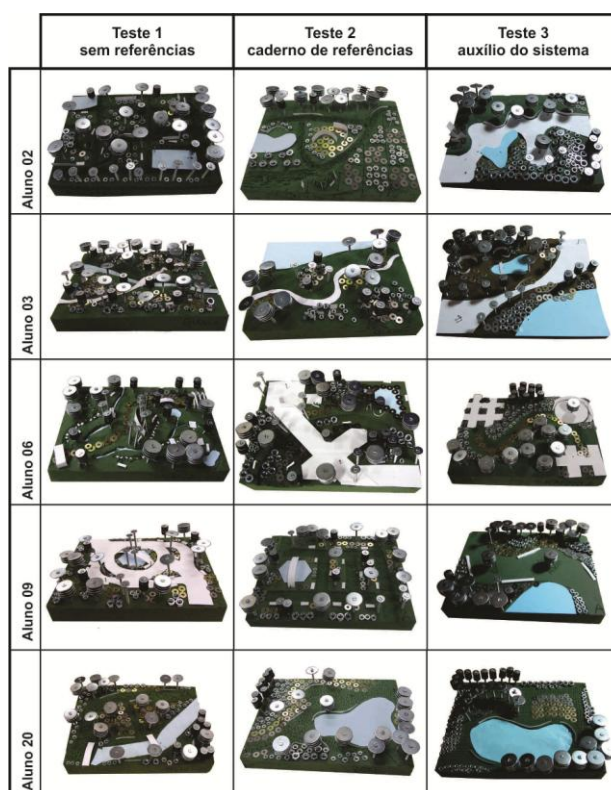 Teste 1
sem referências
Teste 2
caderno de referências
Teste 3
auxílio do sistema
Aluno 02
Aluno 03
Aluno 06
Aluno 09
Aluno 20